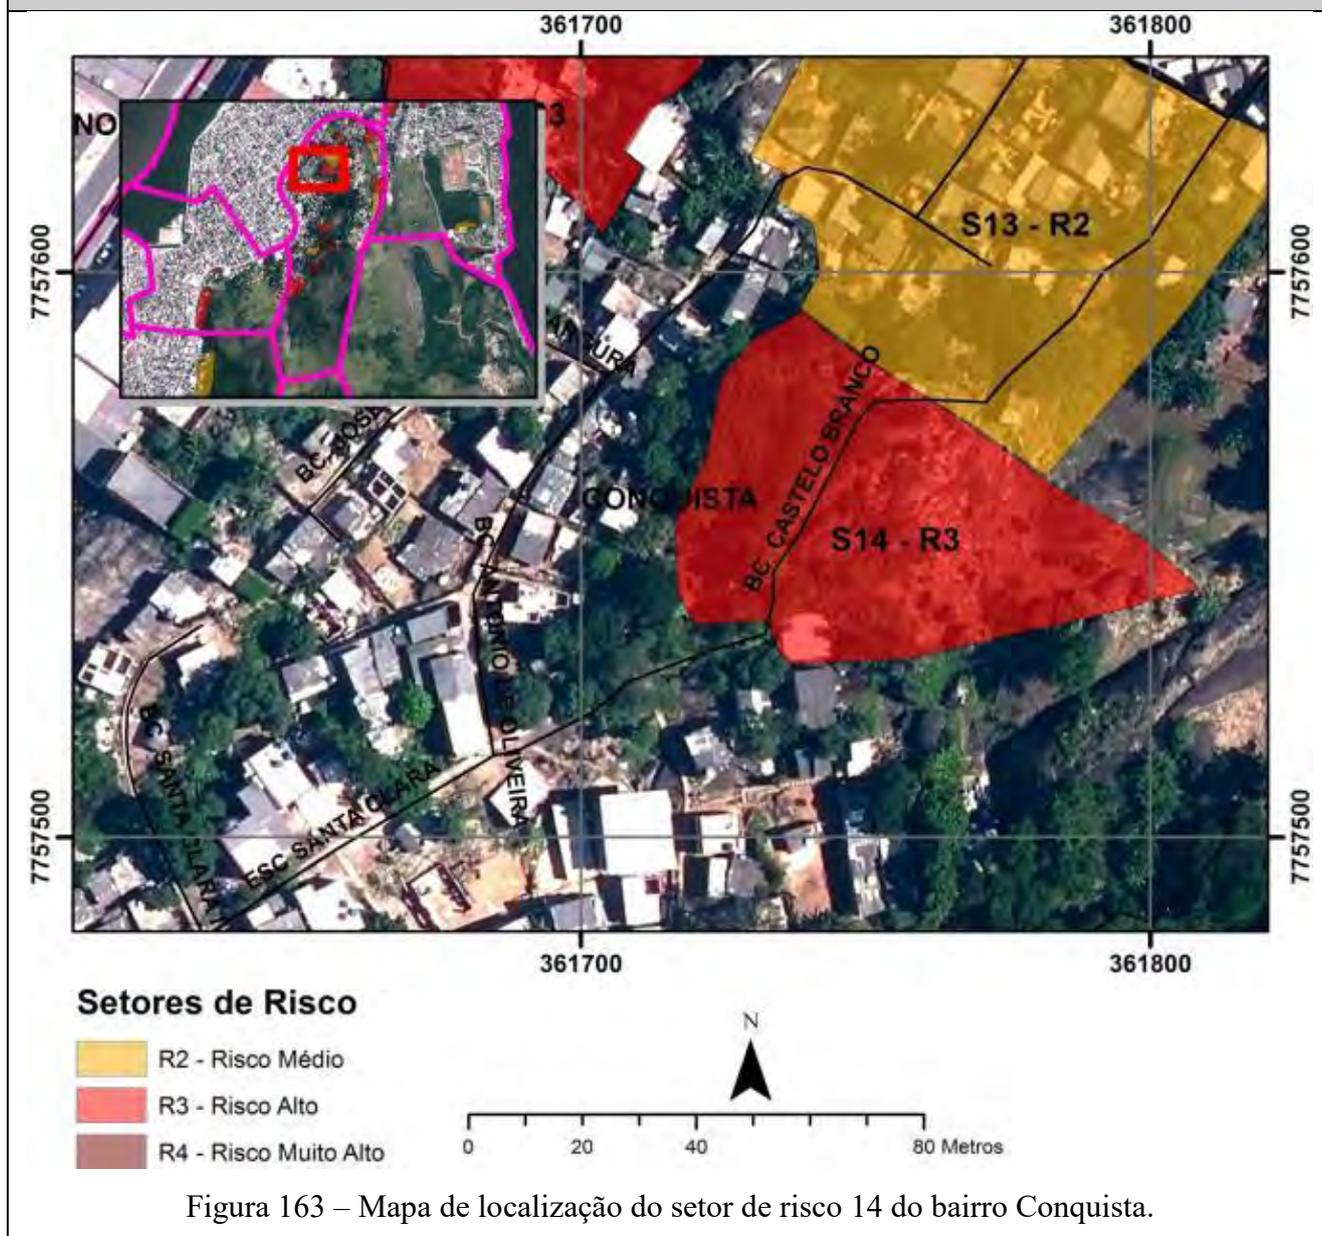 361700
361800
NO
3
S13 - R2
7757600
7757600
BC. JOSÉ
CONQUISTA
BC. CASTELO BRANCO
S14 - R3
BC. ANTONIO DE OLIVEIRA
BC. SANTA CLARA
ESC SANTA CLARA
7757500
7757500
361700
361800
Setores de Risco
R2 - Risco Médio
R3 - Risco Alto
R4 - Risco Muito Alto
N
0 20 40 80 Metros
Figura 163 – Mapa de localização do setor de risco 14 do bairro Conquista.